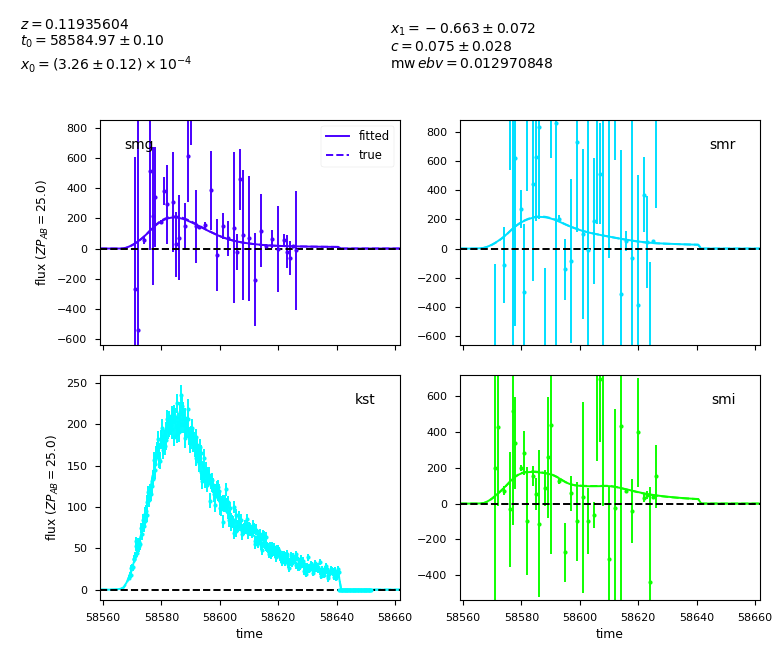 z = 0.11935604
t₀ = 58584.97 ± 0.10
x₀ = (3.26 ± 0.12) × 10⁻⁴
x₁ = −0.663 ± 0.072
c = 0.075 ± 0.028
mw ebv = 0.012970848
smg
fitted
true
800
600
400
200
0
−200
−400
−600
flux (ZP_AB = 25.0)
smr
800
600
400
200
0
−200
−400
−600
kst
250
200
150
100
50
0
flux (ZP_AB = 25.0)
58560 58580 58600 58620 58640 58660
time
smi
600
400
200
0
−200
−400
58560 58580 58600 58620 58640 58660
time